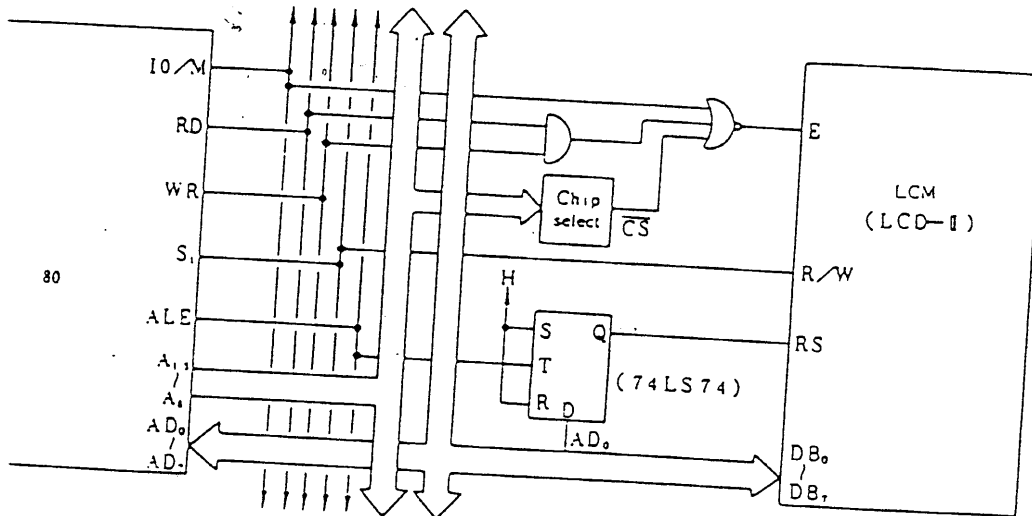 IO/M
RD
WR
S₁
80
ALE
A₁₅
A₈
AD₀
AD₇
Chip
select
CS
H
S
Q
T
R
D
AD₀
(74LS74)
E
LCM
(LCD-Ⅱ)
R/W
RS
DB₀
DB₇